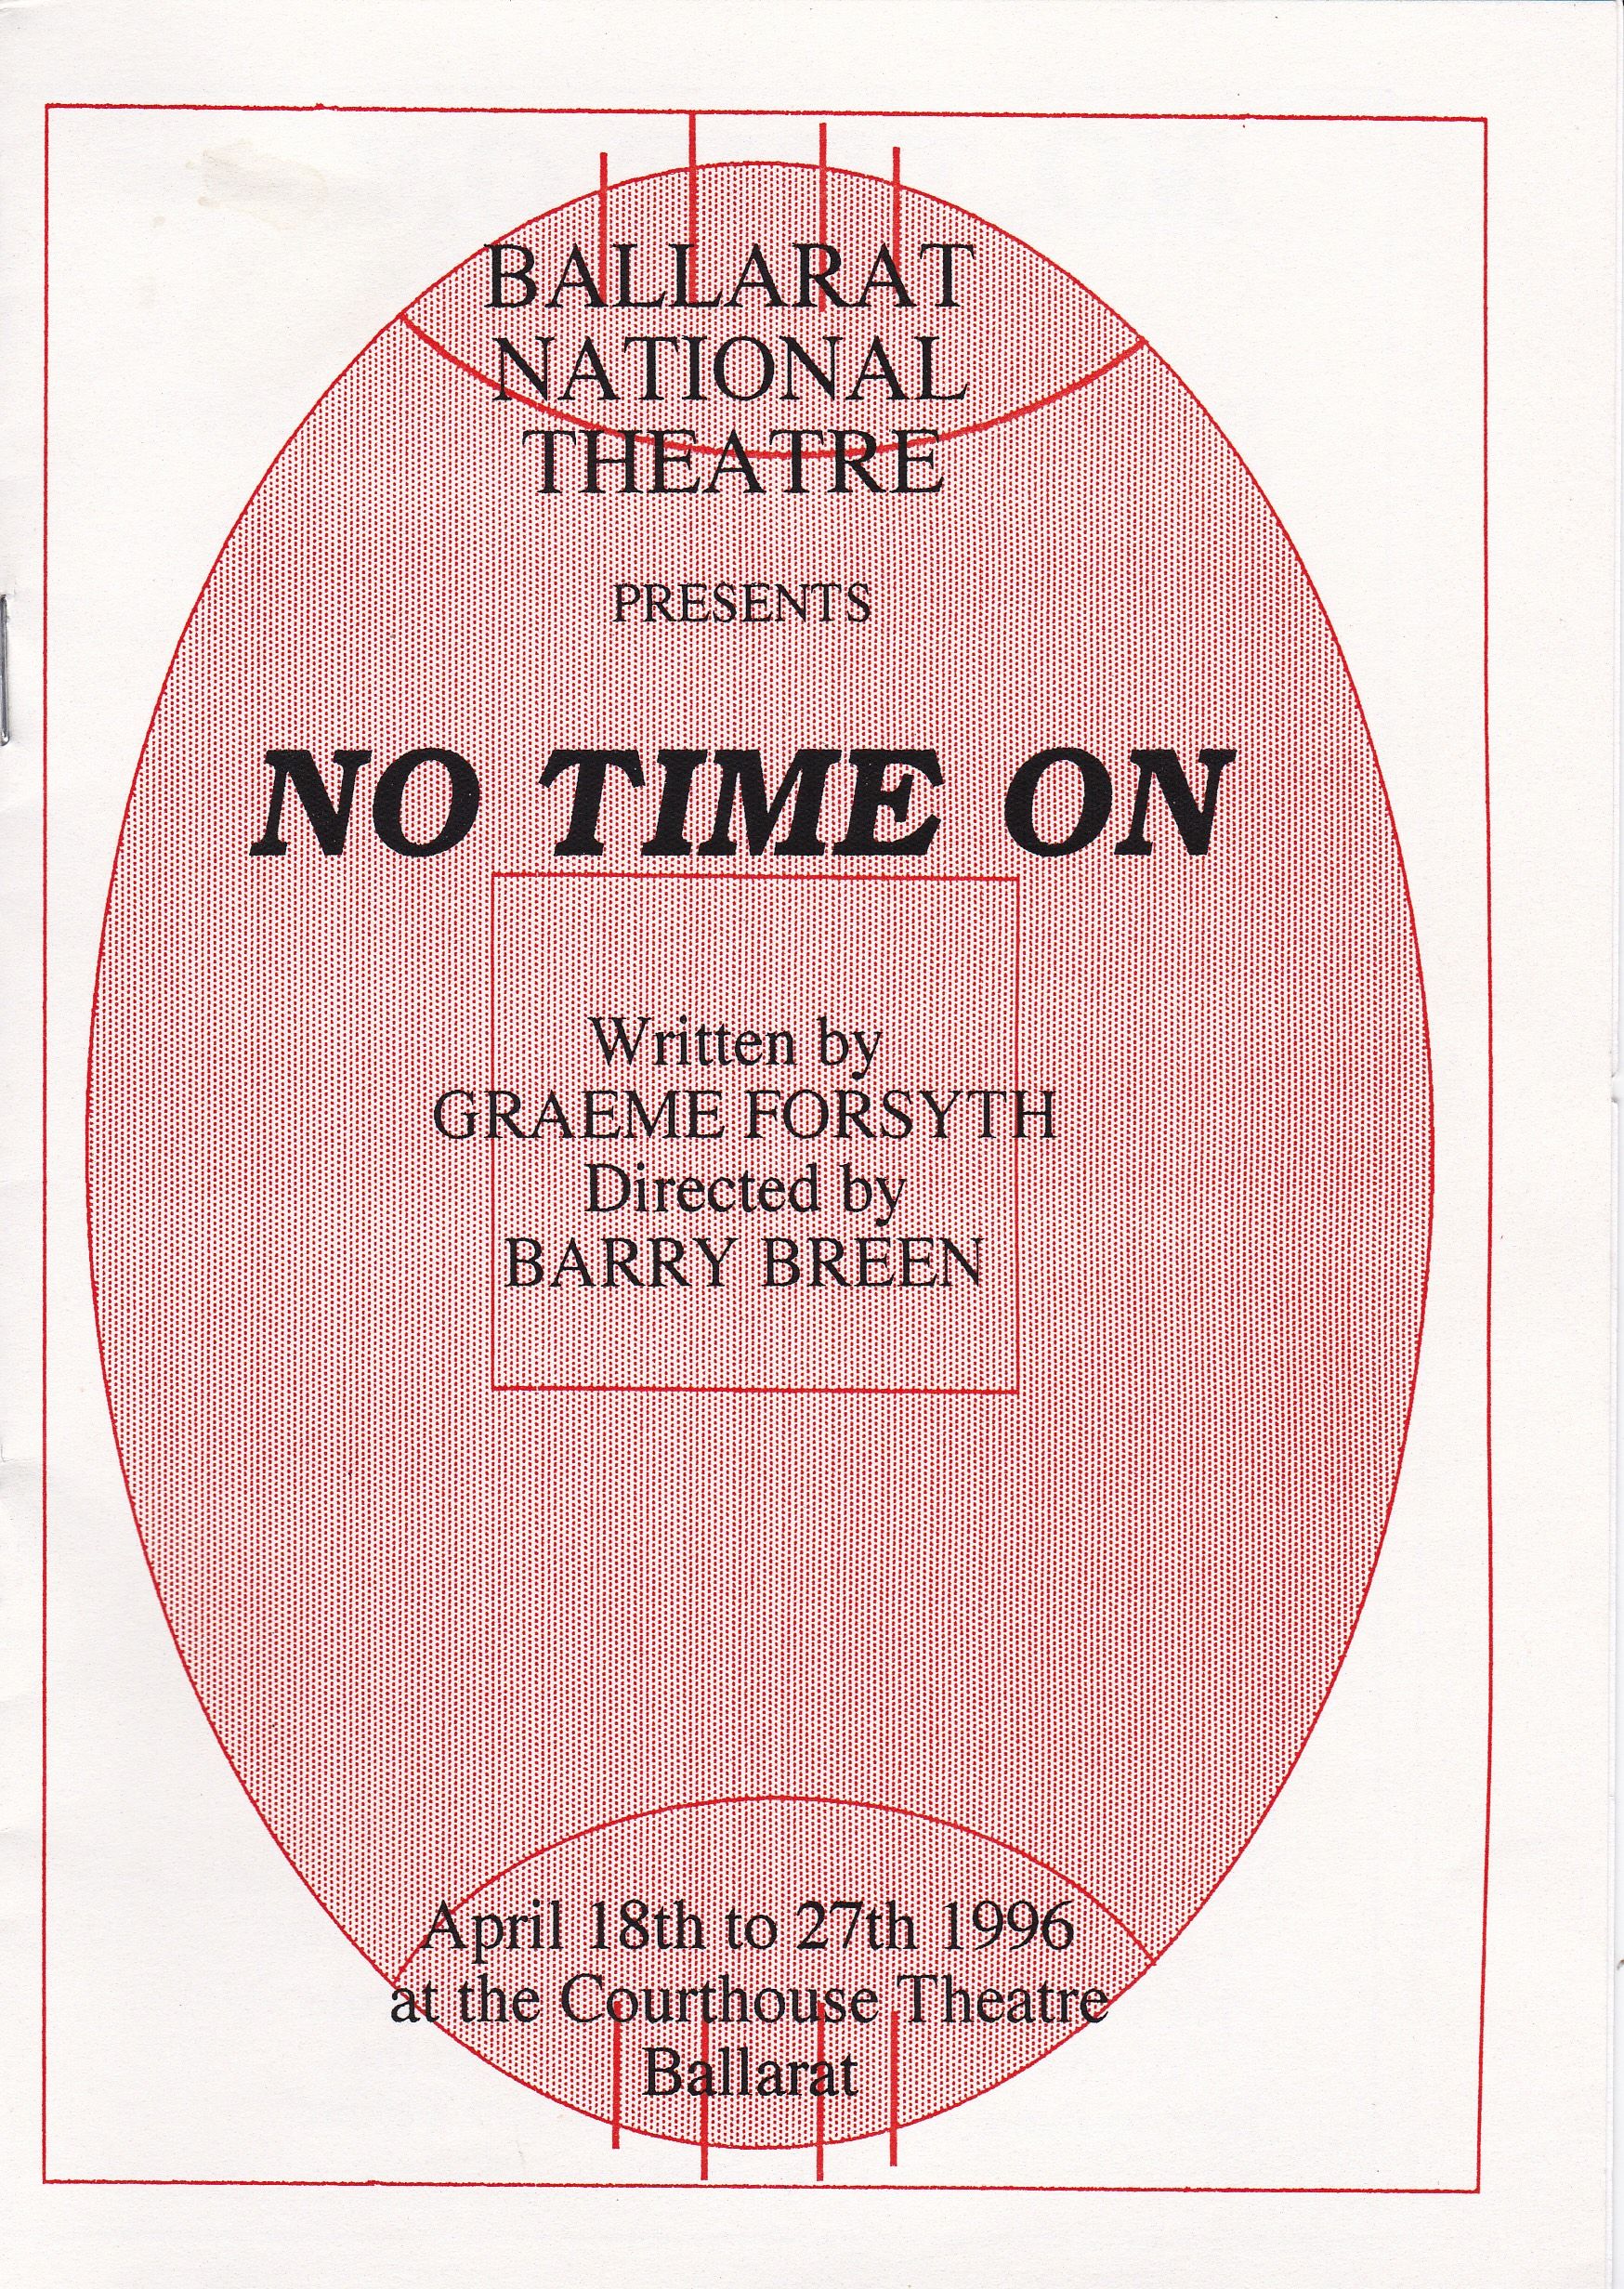 BALLARAT
NATIONAL
THEATRE
PRESENTS
NO TIME ON
Written by
GRAEME FORSYTH
Directed by
BARRY BREEN
April 18th to 27th 1996
at the Courthouse Theatre
Ballarat